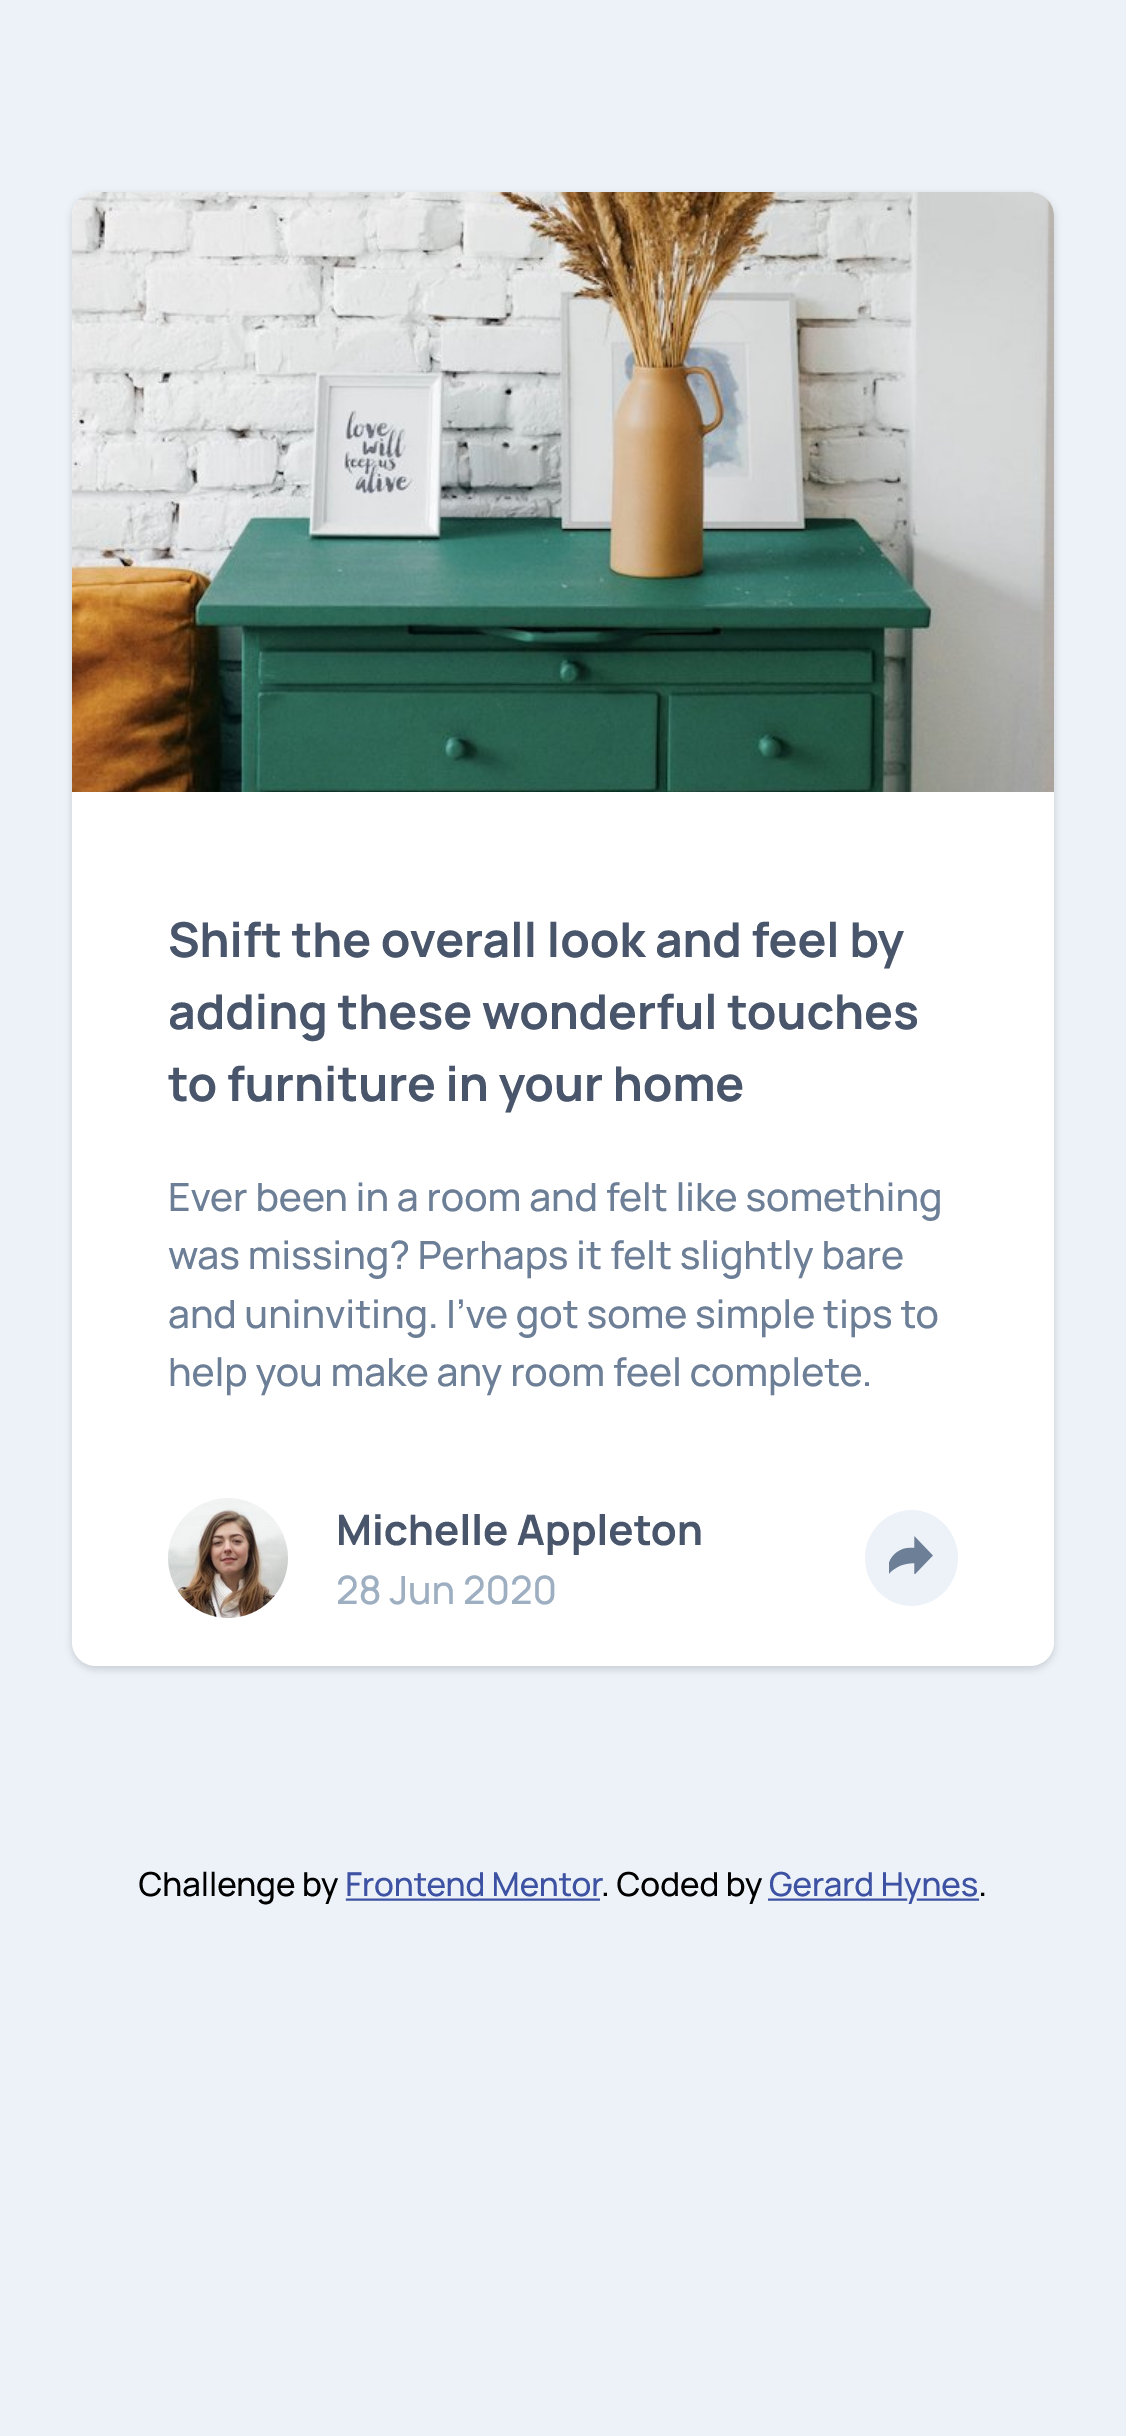 love
will
keep us
alive
Shift the overall look and feel by
adding these wonderful touches
to furniture in your home
Ever been in a room and felt like something
was missing? Perhaps it felt slightly bare
and uninviting. I’ve got some simple tips to
help you make any room feel complete.
Michelle Appleton
28 Jun 2020
Challenge by Frontend Mentor. Coded by Gerard Hynes.